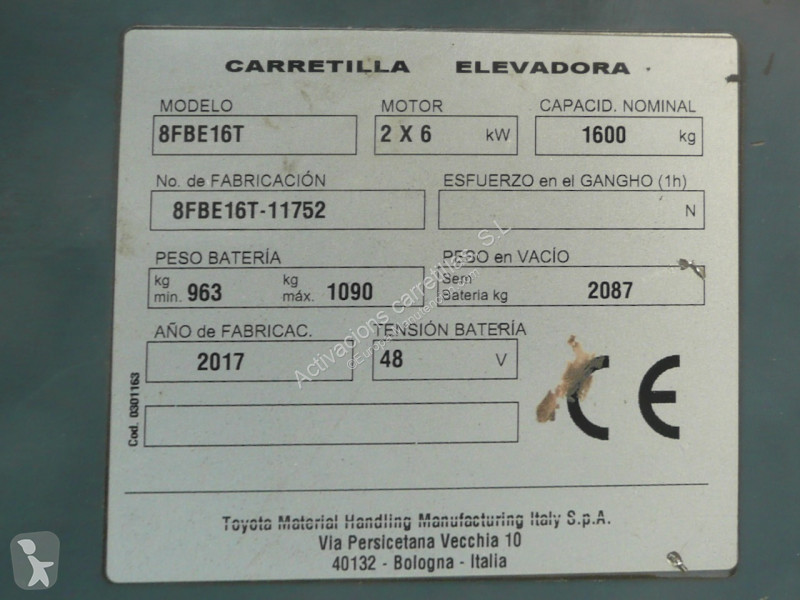 CARRETILLA ELEVADORA
MODELO MOTOR CAPACID. NOMINAL
8FBE16T 2 X 6 kW 1600 kg
No. de FABRICACIÓN ESFUERZO en el GANGHO (1h)
8FBE16T-11752 N
PESO BATERÍA PESO en VACÍO
kg min. 963 kg máx. 1090 Sem Bateria kg 2087
AÑO de FABRICAC. TENSIÓN BATERÍA
2017 48 V
CE
Cod. 0301163
Toyota Material Handling Manufacturing Italy S.p.A.
Via Persicetana Vecchia 10
40132 - Bologna - Italia
Activacions carretillas S.L